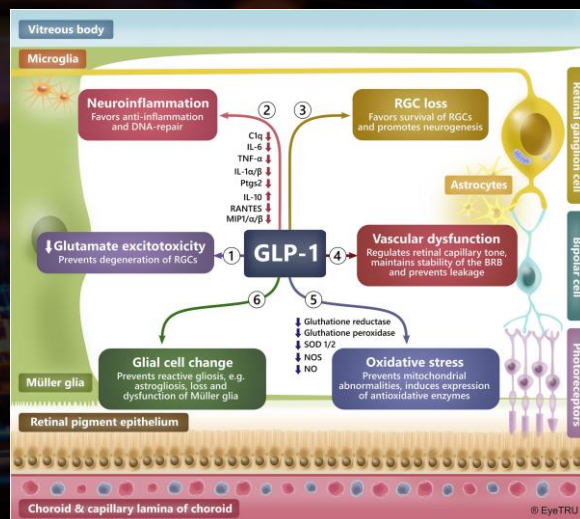 Vitreous body
Microglia
Neuroinflammation
Favors anti-inflammation
and DNA-repair
2
3
RGC loss
Favors survival of RGCs
and promotes neurogenesis
Retinal ganglion cell
C1q
IL-6
TNF-α
IL-1α/β
Ptgs2
IL-10
RANTES
MIP1/α/β
Astrocytes
Glutamate excitotoxicity
Prevents degeneration of RGCs
1
GLP-1
4
Vascular dysfunction
Regulates retinal capillary tone,
maintains stability of the BRB
and prevents leakage
Bipolar cell
6
5
Gluthatione reductase
Gluthatione peroxidase
SOD 1/2
NOS
NO
Glial cell change
Prevents reactive gliosis, e.g.
astrogliosis, loss and
dysfunction of Müller glia
Oxidative stress
Prevents mitochondrial
abnormalities, induces expression
of antioxidative enzymes
Photoreceptors
Müller glia
Retinal pigment epithelium
Choroid & capillary lamina of choroid
® EyeTRU